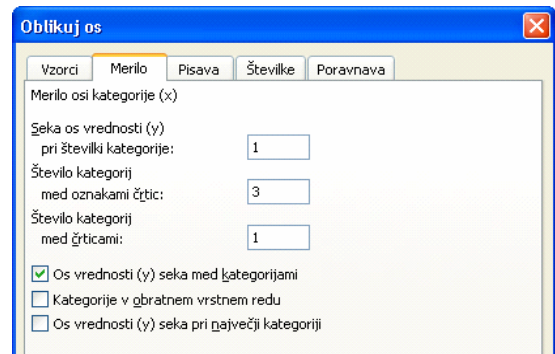 Oblikuj os
Vzorci Merilo Pisava Številke Poravnava
Merilo osi kategorije (x)
Seka os vrednosti (y)
pri številki kategorije: 1
Število kategorij
med oznakami črtic: 3
Število kategorij
med črticami: 1
Os vrednosti (y) seka med kategorijami
Kategorije v obratnem vrstnem redu
Os vrednosti (y) seka pri največji kategoriji